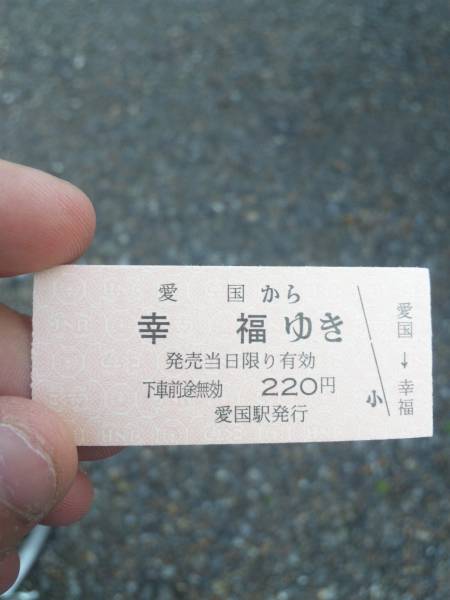 愛国から
幸福ゆき
発売当日限り有効
下車前途無効 220円
愛国駅発行
小
愛国→幸福